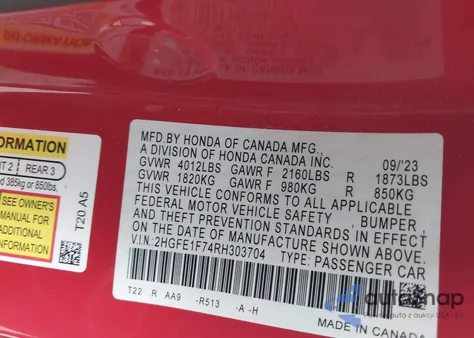 MFD BY HONDA OF CANADA MFG.,
A DIVISION OF HONDA CANADA INC. 09/'23
GVWR 4012LBS GAWR F 2160LBS R 1873LBS
GVWR 1820KG GAWR F 980KG R 850KG
THIS VEHICLE CONFORMS TO ALL APPLICABLE
FEDERAL MOTOR VEHICLE SAFETY , BUMPER ,
AND THEFT PREVENTION STANDARDS IN EFFECT
ON THE DATE OF MANUFACTURE SHOWN ABOVE.
V.I.N:2HGFE1F74RH303704 TYPE: PASSENGER CAR
T22 R AA9 -R513 -A -H
MADE IN CANADA
ORMATION
2 REAR 3
385kg or 850lbs.
SEE OWNER'S
MANUAL FOR
ADDITIONAL
INFORMATION
T20 A5